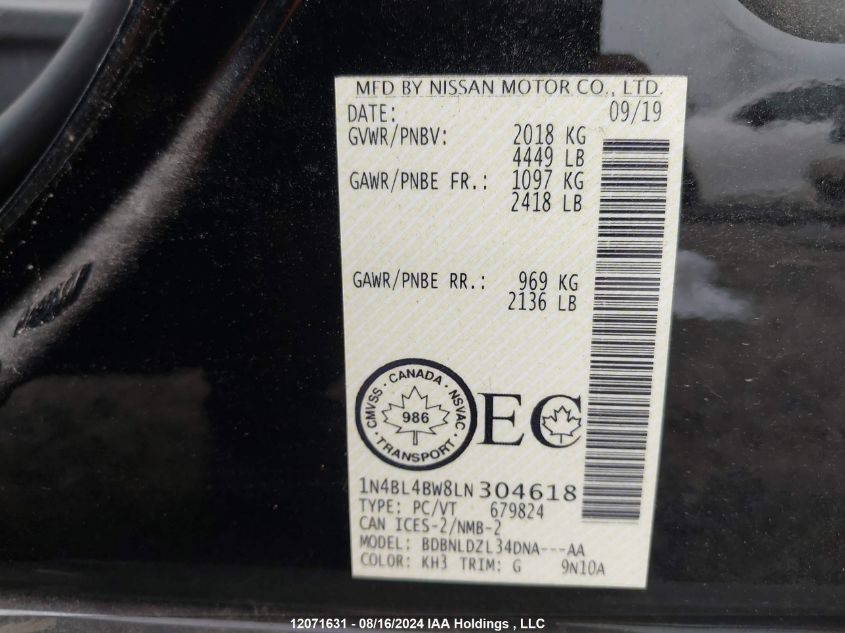 MFD BY NISSAN MOTOR CO., LTD.
DATE: 09/19
GVWR/PNBV: 2018 KG
4449 LB
GAWR/PNBE FR.: 1097 KG
2418 LB
GAWR/PNBE RR.: 969 KG
2136 LB
CMVSS · CANADA · NSVAC
986
· TRANSPORT ·
EC
1N4BL4BW8LN304618
TYPE: PC/VT 679824
CAN ICES-2/NMB-2
MODEL: BDBNLDZL34DNA---AA
COLOR: KH3 TRIM: G 9N10A
12071631 - 08/16/2024 IAA Holdings , LLC